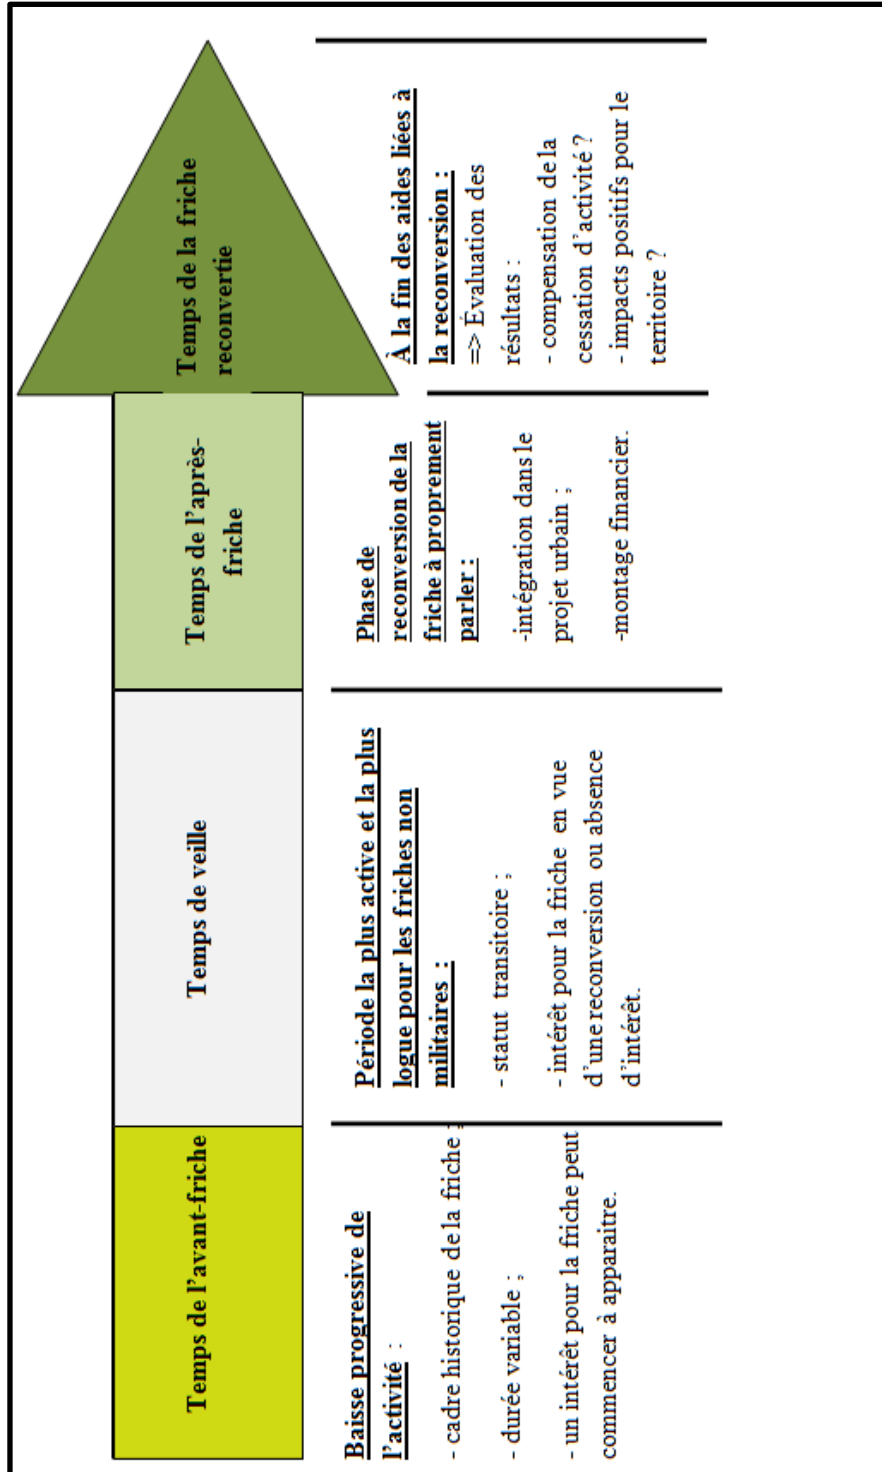 Temps de l'avant-friche
Temps de veille
Temps de l'après-
friche
Temps de la friche
reconvertie
Baisse progressive de
l'activité :
- cadre historique de la friche ;
- durée variable ;
- un intérêt pour la friche peut
commencer à apparaitre.
Période la plus active et la plus
logue pour les friches non
militaires :
- statut transitoire ;
- intérêt pour la friche en vue
d'une reconversion ou absence
d'intérêt.
Phase de
reconversion de la
friche à proprement
parler :
-intégration dans le
projet urbain ;
-montage financier.
À la fin des aides liées à
la reconversion :
=> Évaluation des
résultats :
- compensation de la
cessation d'activité ?
- impacts positifs pour le
territoire ?